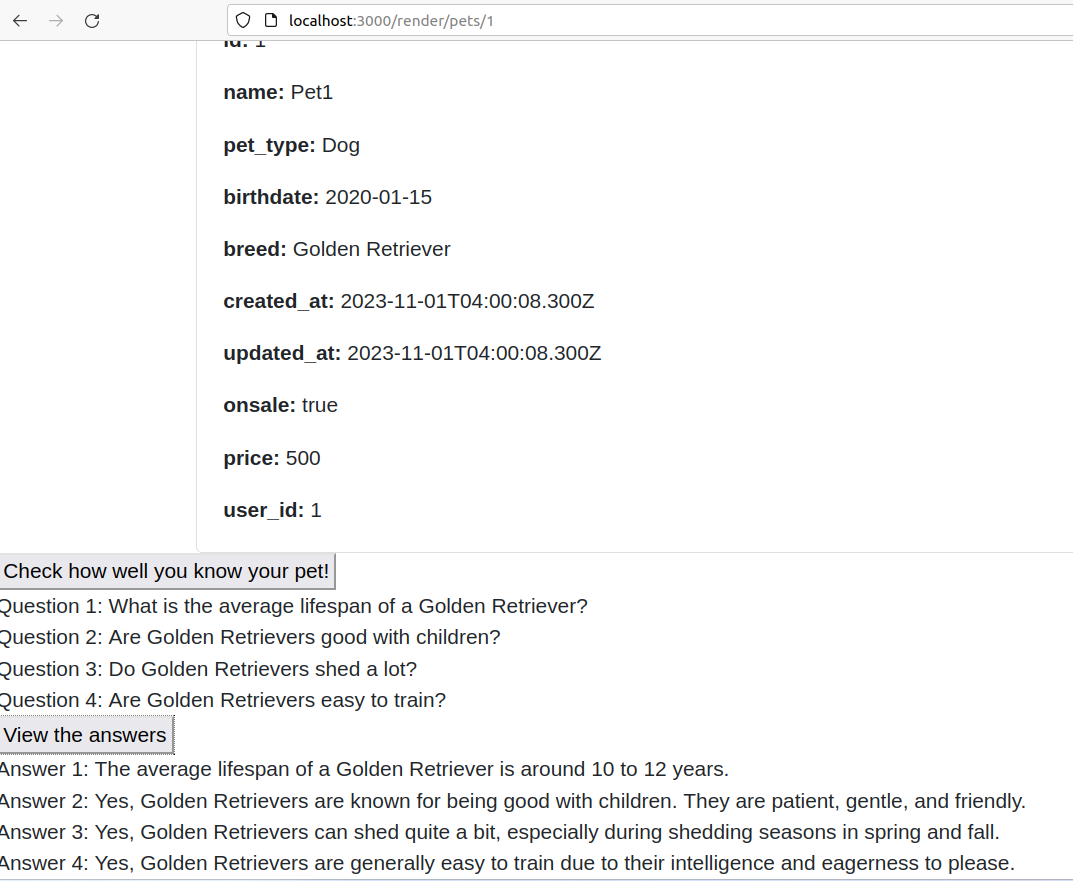 localhost:3000/render/pets/1
id: 1
name: Pet1
pet_type: Dog
birthdate: 2020-01-15
breed: Golden Retriever
created_at: 2023-11-01T04:00:08.300Z
updated_at: 2023-11-01T04:00:08.300Z
onsale: true
price: 500
user_id: 1
Check how well you know your pet!
Question 1: What is the average lifespan of a Golden Retriever?
Question 2: Are Golden Retrievers good with children?
Question 3: Do Golden Retrievers shed a lot?
Question 4: Are Golden Retrievers easy to train?
View the answers
Answer 1: The average lifespan of a Golden Retriever is around 10 to 12 years.
Answer 2: Yes, Golden Retrievers are known for being good with children. They are patient, gentle, and friendly.
Answer 3: Yes, Golden Retrievers can shed quite a bit, especially during shedding seasons in spring and fall.
Answer 4: Yes, Golden Retrievers are generally easy to train due to their intelligence and eagerness to please.